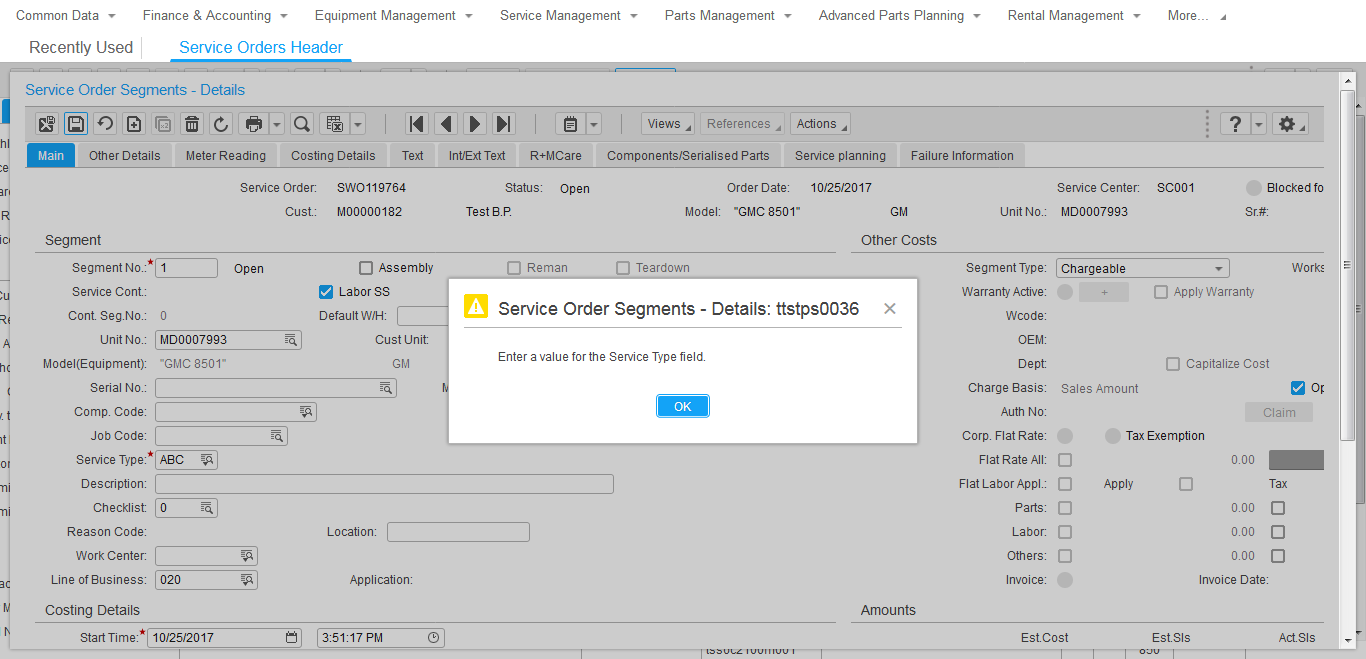 Common Data Finance & Accounting Equipment Management Service Management Parts Management Advanced Parts Planning Rental Management More...
Recently Used Service Orders Header
Service Order Segments - Details
Views References Actions ?
Main Other Details Meter Reading Costing Details Text Int/Ext Text R+MCare Components/Serialised Parts Service planning Failure Information
Service Order: SWO119764 Status: Open Order Date: 10/25/2017 Service Center: SC001 Blocked fo
Cust.: M00000182 Test B.P. Model: "GMC 8501" GM Unit No.: MD0007993 Sr.#:
Segment Other Costs
Segment No.:* 1 Open Assembly Reman Teardown Segment Type: Chargeable Works
Service Cont.: Labor SS Warranty Active: + Apply Warranty
Cont. Seg.No.: 0 Default W/H: Wcode:
Unit No.: MD0007993 Cust Unit: OEM:
Model(Equipment): "GMC 8501" GM Dept: Capitalize Cost
Serial No.: M Charge Basis: Sales Amount Op
Comp. Code: Auth No: Claim
Job Code: Corp. Flat Rate: Tax Exemption
Service Type:* ABC Flat Rate All: 0.00
Description: Flat Labor Appl.: Apply Tax
Checklist: 0 Parts: 0.00
Reason Code: Location: Labor: 0.00
Work Center: Others: 0.00
Line of Business: 020 Application: Invoice: Invoice Date:
Costing Details Amounts
Start Time:* 10/25/2017 3:51:17 PM Est.Cost Est.Sls Act.Sls
Service Order Segments - Details: ttstps0036
Enter a value for the Service Type field.
OK